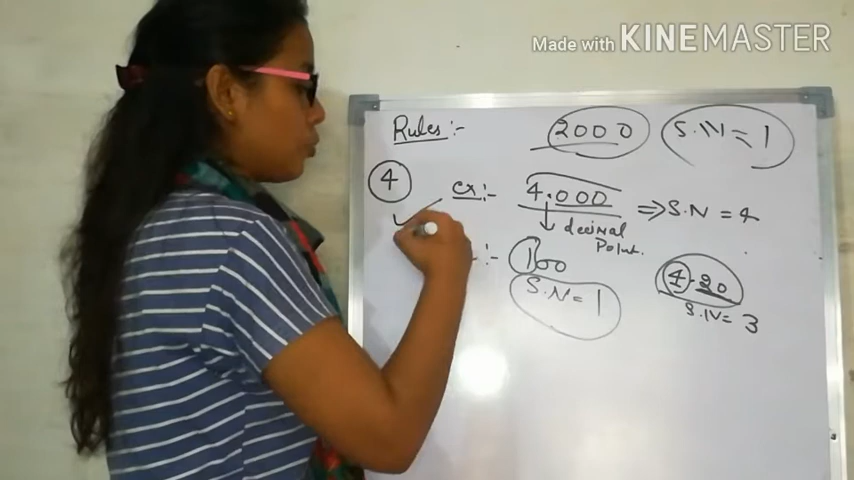 Made with KINEMASTER
Rules:-
2000
S.N = 1
4
ex:-
4.000 => S.N = 4
decimal
Point.
:- 100
S.N = 1
4.20
S.N = 3